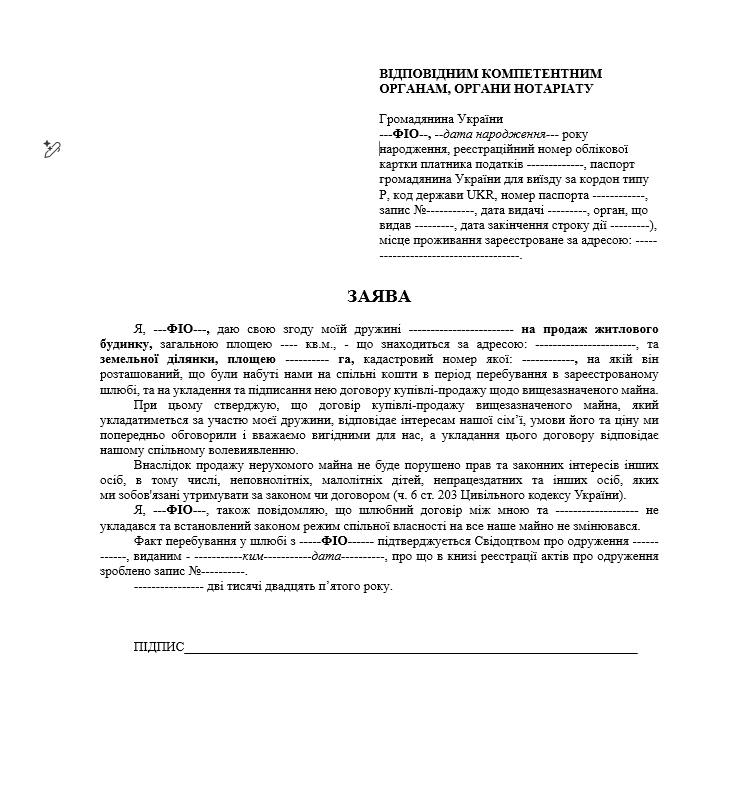 ВІДПОВІДНИМ КОМПЕТЕНТНИМ
ОРГАНАМ, ОРГАНИ НОТАРІАТУ
Громадянина України
---ФІО--, --дата народження--- року
народження, реєстраційний номер облікової
картки платника податків -------------, паспорт
громадянина України для виїзду за кордон типу
Р, код держави UKR, номер паспорта ------------,
запис №-----------, дата видачі ---------, орган, що
видав ---------, дата закінчення строку дії ---------),
місце проживання зареєстроване за адресою: -----
---------------------------------.
ЗАЯВА
Я, ---ФІО---, даю свою згоду моїй дружині ------------------------ на продаж житлового
будинку, загальною площею ---- кв.м., - що знаходиться за адресою: -----------------------, та
земельної ділянки, площею ---------- га, кадастровий номер якої: ------------, на якій він
розташований, що були набуті нами на спільні кошти в період перебування в зареєстрованому
шлюбі, та на укладення та підписання нею договору купівлі-продажу щодо вищезазначеного майна.
При цьому стверджую, що договір купівлі-продажу вищезазначеного майна, який
укладатиметься за участю моєї дружини, відповідає інтересам нашої сім’ї, умови його та ціну ми
попередньо обговорили і вважаємо вигідними для нас, а укладання цього договору відповідає
нашому спільному волевиявленню.
Внаслідок продажу нерухомого майна не буде порушено прав та законних інтересів інших
осіб, в тому числі, неповнолітніх, малолітніх дітей, непрацездатних та інших осіб, яких
ми зобов'язані утримувати за законом чи договором (ч. 6 ст. 203 Цивільного кодексу України).
Я, ---ФІО---, також повідомляю, що шлюбний договір між мною та ------------------- не
укладався та встановлений законом режим спільної власності на все наше майно не змінювався.
Факт перебування у шлюбі з -----ФІО------ підтверджується Свідоцтвом про одруження ------
------, виданим - -----------ким-----------дата----------, про що в книзі реєстрації актів про одруження
зроблено запис №----------.
---------------- дві тисячі двадцять п’ятого року.
ПІДПИС________________________________________________________________________